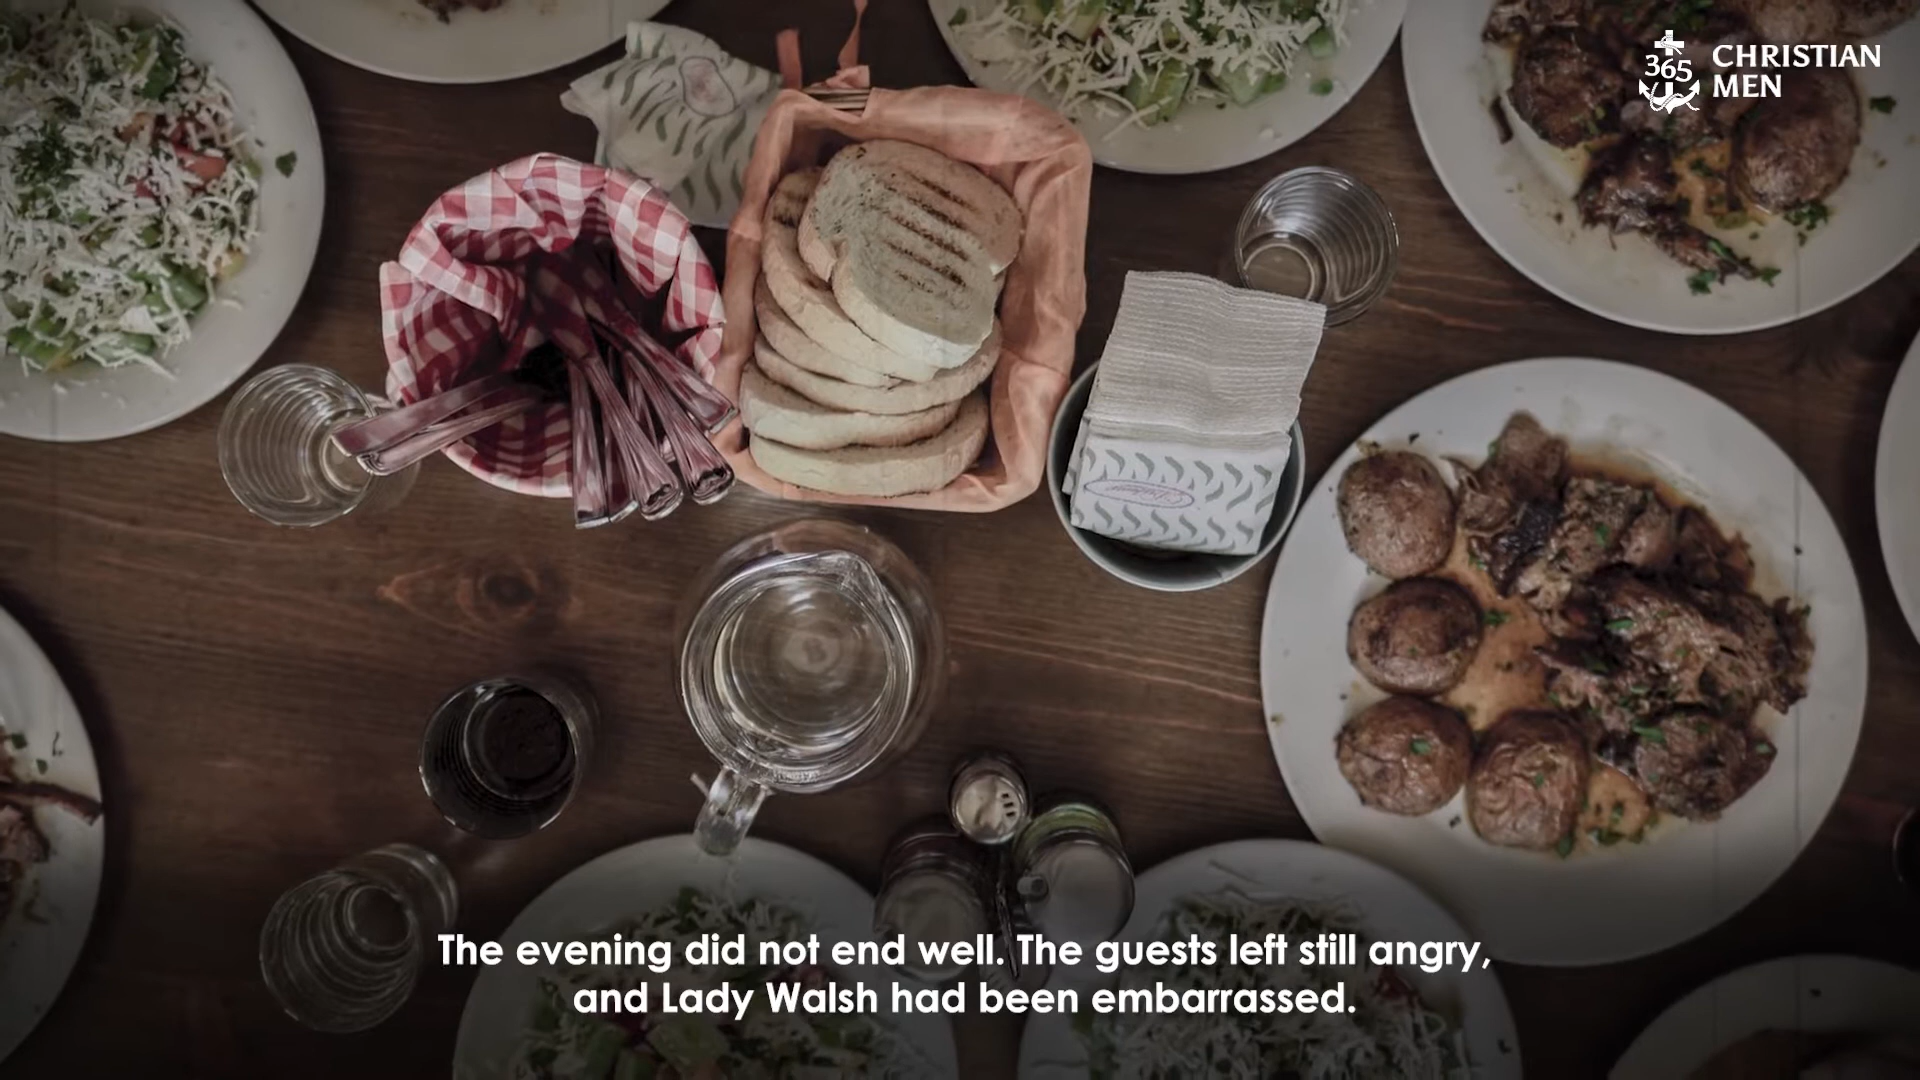 365
CHRISTIAN
MEN
The evening did not end well. The guests left still angry,
and Lady Walsh had been embarrassed.